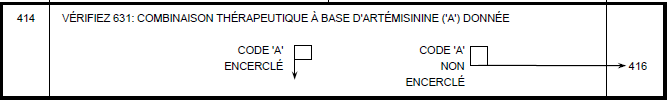 414 VÉRIFIEZ 631: COMBINAISON THÉRAPEUTIQUE À BASE D'ARTÉMISININE ('A') DONNÉE
CODE 'A' CODE 'A'
ENCERCLÉ NON 416
ENCERCLÉ